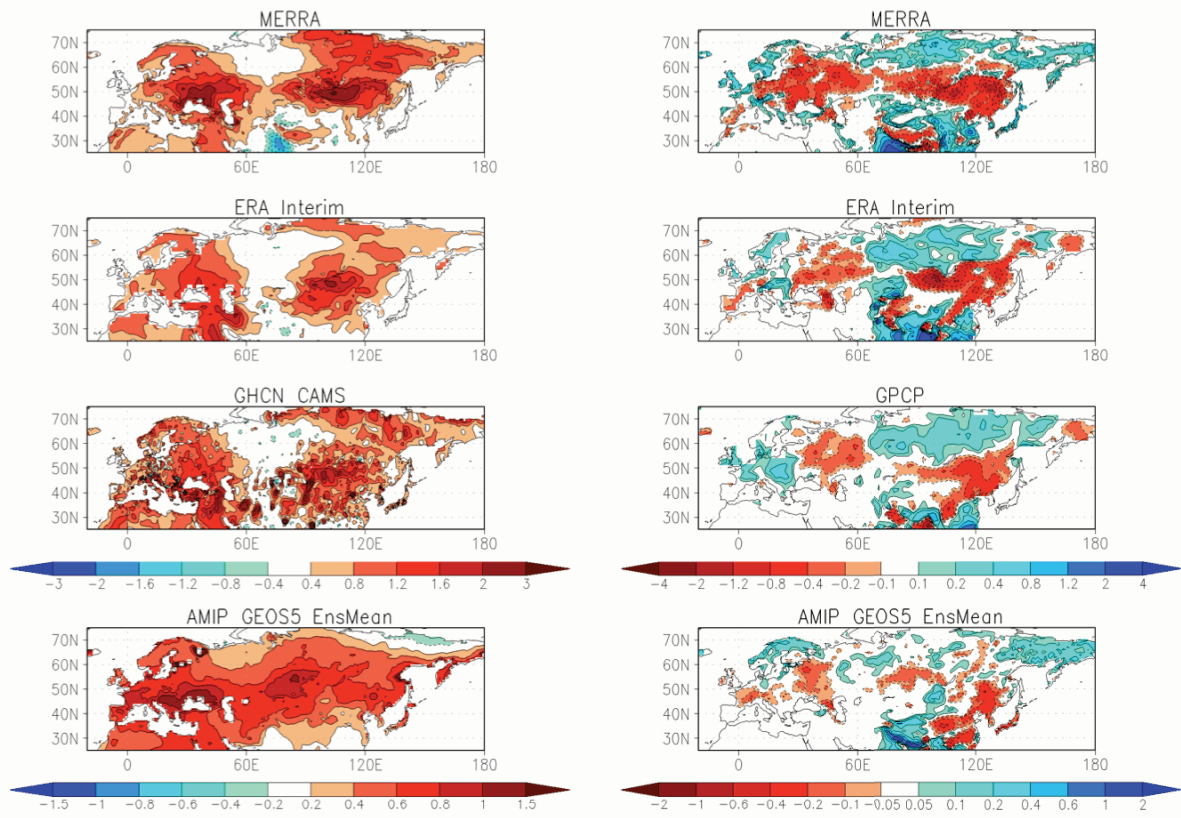 MERRA
70N
60N
50N
40N
30N
0 60E 120E 180
MERRA
70N
60N
50N
40N
30N
0 60E 120E 180
ERA Interim
70N
60N
50N
40N
30N
0 60E 120E 180
ERA Interim
70N
60N
50N
40N
30N
0 60E 120E 180
GHCN CAMS
70N
60N
50N
40N
30N
0 60E 120E 180
GPCP
70N
60N
50N
40N
30N
0 60E 120E 180
-3 -2 -1.6 -1.2 -0.8 -0.4 0.4 0.8 1.2 1.6 2 3
-4 -2 -1.2 -0.8 -0.4 -0.2 -0.1 0.1 0.2 0.4 0.8 1.2 2 4
AMIP GEOS5 EnsMean
70N
60N
50N
40N
30N
0 60E 120E 180
AMIP GEOS5 EnsMean
70N
60N
50N
40N
30N
0 60E 120E 180
-1.5 -1 -0.8 -0.6 -0.4 -0.2 0.2 0.4 0.6 0.8 1 1.5
-2 -1 -0.6 -0.4 -0.2 -0.1 -0.05 0.05 0.1 0.2 0.4 0.6 1 2